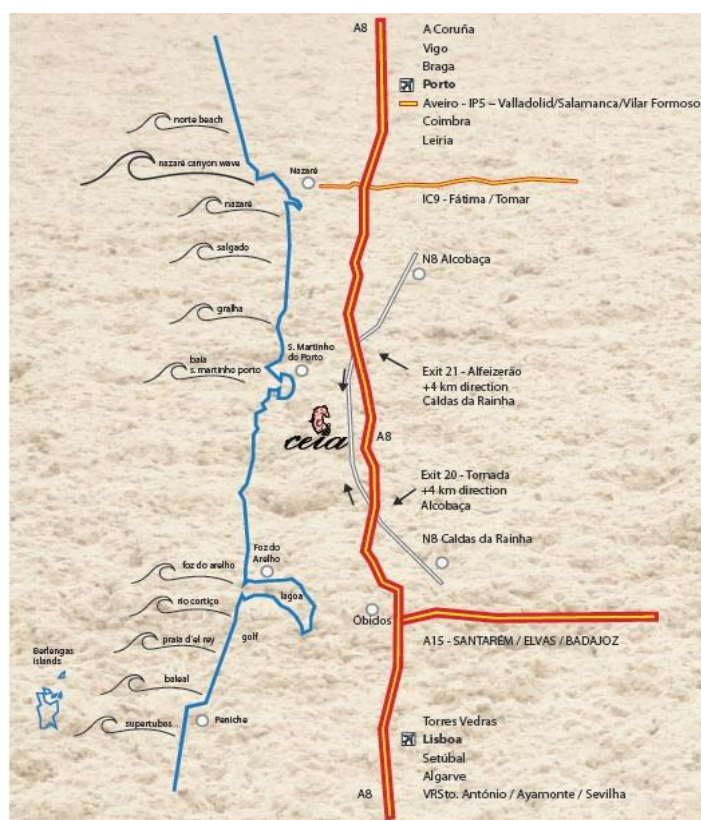 A8
A Coruña
Vigo
Braga
Porto
Aveiro - IP5 – Valladolid/Salamanca/Vilar Formoso
Coimbra
Leiria
norte beach
nazaré canyon wave
Nazaré
IC9 - Fátima / Tomar
nazaré
salgado
N8 Alcobaça
gralha
S. Martinho
do Porto
baía
s. martinho porto
Exit 21 - Alfeizerão
+4 km direction
Caldas da Rainha
ceia
A8
Exit 20 - Tornada
+4 km direction
Alcobaça
N8 Caldas da Rainha
Foz do
Arelho
foz do arelho
lagoa
rio cortiço
Óbidos
golf
praia d'el rey
A15 - SANTARÉM / ELVAS / BADAJOZ
Berlengas
Islands
baleal
supertubos
Peniche
Torres Vedras
Lisboa
Setúbal
Algarve
A8
VRSto. António / Ayamonte / Sevilha